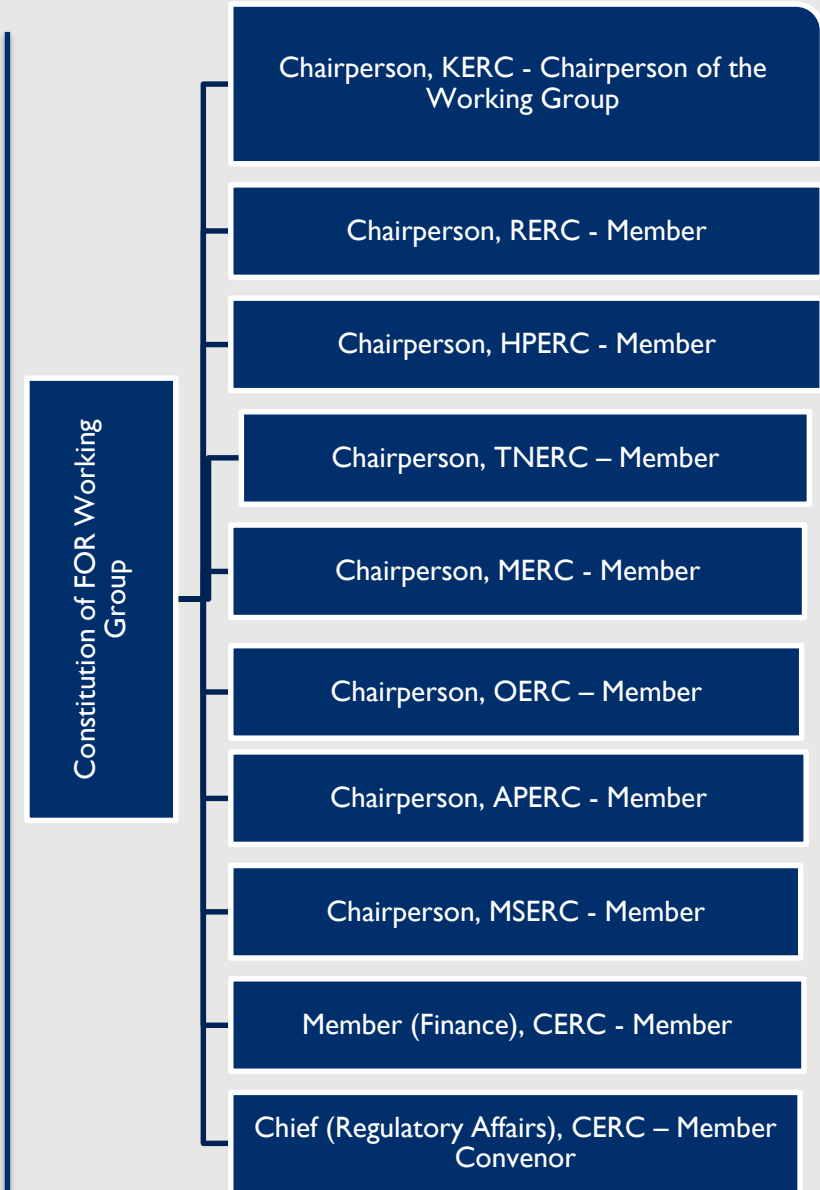 Constitution of FOR Working
Group
Chairperson, KERC - Chairperson of the
Working Group
Chairperson, RERC - Member
Chairperson, HPERC - Member
Chairperson, TNERC – Member
Chairperson, MERC - Member
Chairperson, OERC – Member
Chairperson, APERC - Member
Chairperson, MSERC - Member
Member (Finance), CERC - Member
Chief (Regulatory Affairs), CERC – Member
Convenor